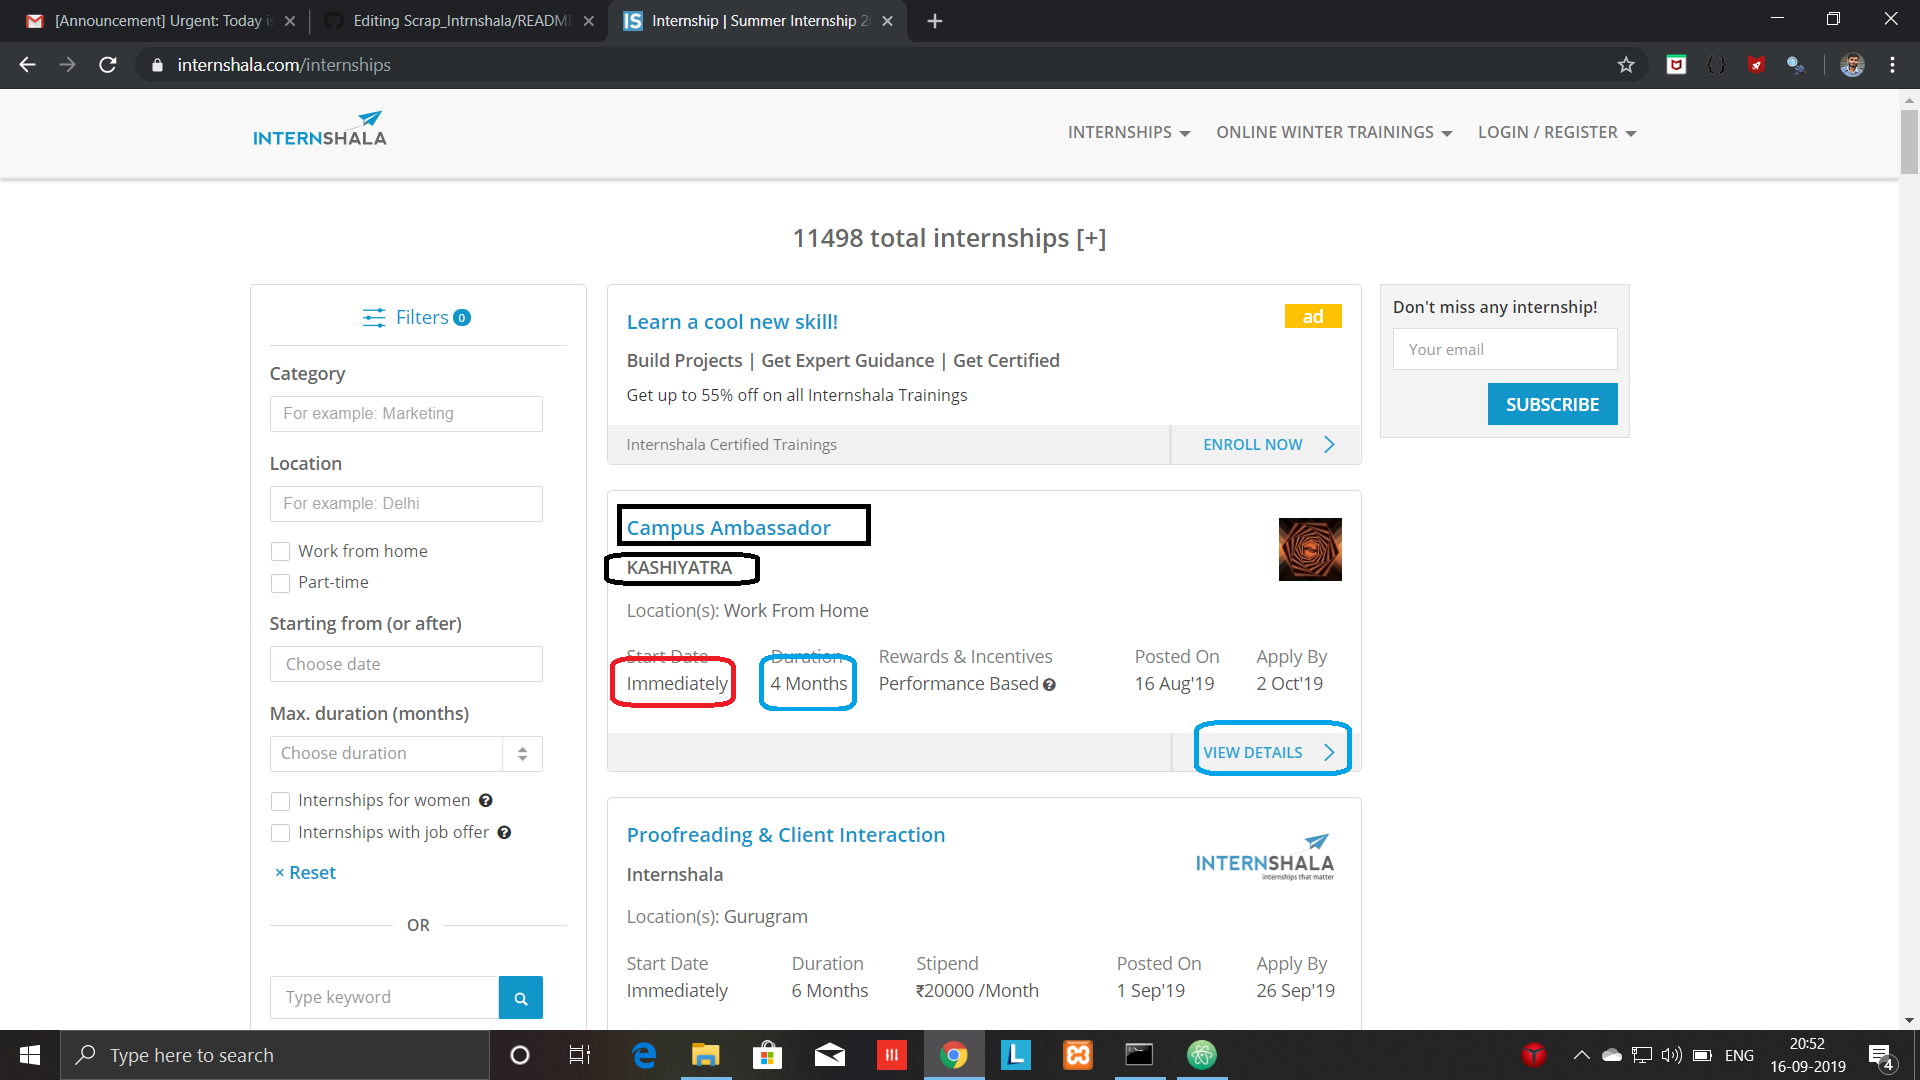 [Announcement] Urgent: Today is
Editing Scrap_Intrnshala/README
IS Internship | Summer Internship 20
internshala.com/internships
INTERNSHALA
INTERNSHIPS
ONLINE WINTER TRAININGS
LOGIN / REGISTER
11498 total internships [+]
Filters 0
Category
For example: Marketing
Location
For example: Delhi
Work from home
Part-time
Starting from (or after)
Choose date
Max. duration (months)
Choose duration
Internships for women ?
Internships with job offer ?
× Reset
OR
Type keyword
Learn a cool new skill!
ad
Build Projects | Get Expert Guidance | Get Certified
Get up to 55% off on all Internshala Trainings
Internshala Certified Trainings
ENROLL NOW
Campus Ambassador
KASHIYATRA
Location(s): Work From Home
Start Date Duration Rewards & Incentives Posted On Apply By
Immediately 4 Months Performance Based ? 16 Aug'19 2 Oct'19
VIEW DETAILS
Proofreading & Client Interaction
Internshala
INTERNSHALA
internships that matter
Location(s): Gurugram
Start Date Duration Stipend Posted On Apply By
Immediately 6 Months ₹20000 /Month 1 Sep'19 26 Sep'19
Don't miss any internship!
Your email
SUBSCRIBE
Type here to search
L
ENG
20:52
16-09-2019
4